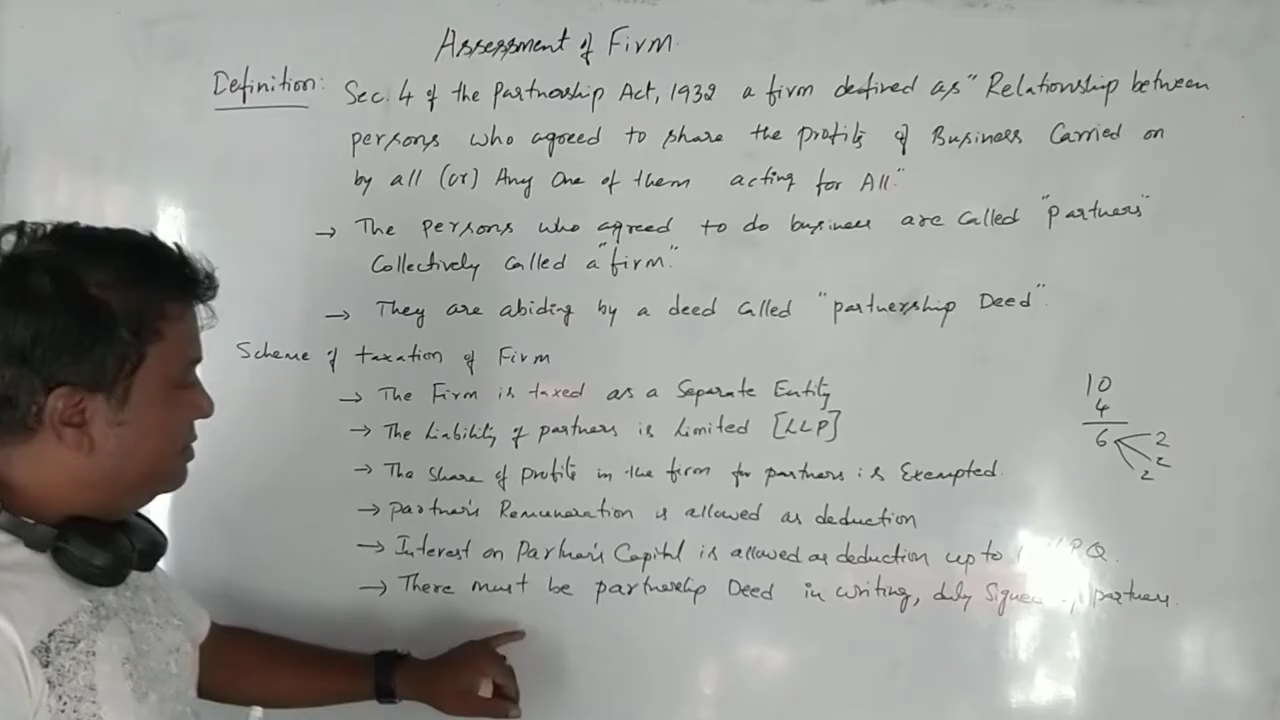 Assessment of Firm.
Definition: Sec. 4 of the Partnership Act, 1932 a firm defined as "Relationship between
persons who agreed to share the profits of Business Carried on
by all (or) Any One of them acting for All."
→ The persons who agreed to do business are called "partners"
Collectively called a "firm."
→ They are abiding by a deed called "partnership Deed".
Scheme of taxation of Firm
→ The Firm is taxed as a Separate Entity
→ The Liability of partners is Limited [LLP]
→ The share of profits in the firm for partners is Exempted.
→ partner's Remuneration is allowed as deduction
→ Interest on Partner's Capital is allowed as deduction up to
→ There must be partnership Deed in writing, duly partners.
10
4
6
2
2
2